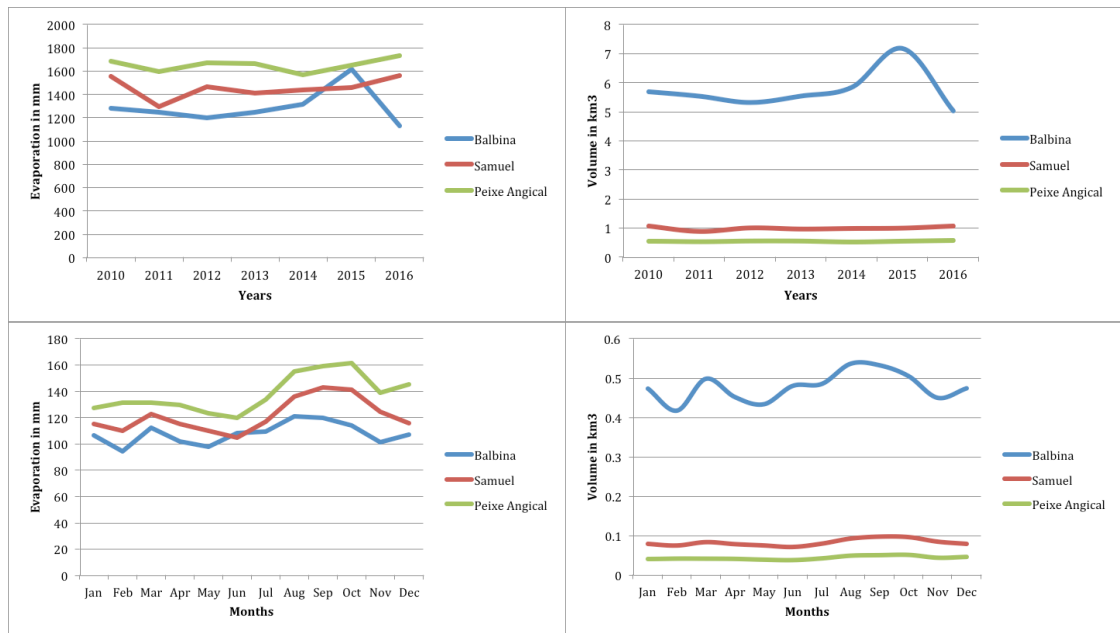 2000
1800
1600
1400
1200
1000
800
600
400
200
0
Evaporation in mm
2010 2011 2012 2013 2014 2015 2016
Years
Balbina
Samuel
Peixe Angical
8
7
6
5
4
3
2
1
0
Volume in km3
2010 2011 2012 2013 2014 2015 2016
Years
Balbina
Samuel
Peixe Angical
180
160
140
120
100
80
60
40
20
0
Evaporation in mm
Jan Feb Mar Apr May Jun Jul Aug Sep Oct Nov Dec
Months
Balbina
Samuel
Peixe Angical
0.6
0.5
0.4
0.3
0.2
0.1
0
Volume in km3
Jan Feb Mar Apr May Jun Jul Aug Sep Oct Nov Dec
Months
Balbina
Samuel
Peixe Angical